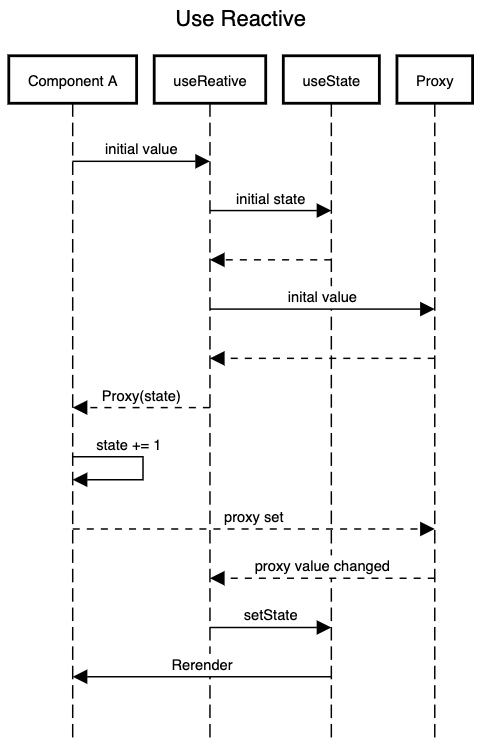 Use Reactive
Component A
useReative
useState
Proxy
initial value
initial state
inital value
Proxy(state)
state += 1
proxy set
proxy value changed
setState
Rerender